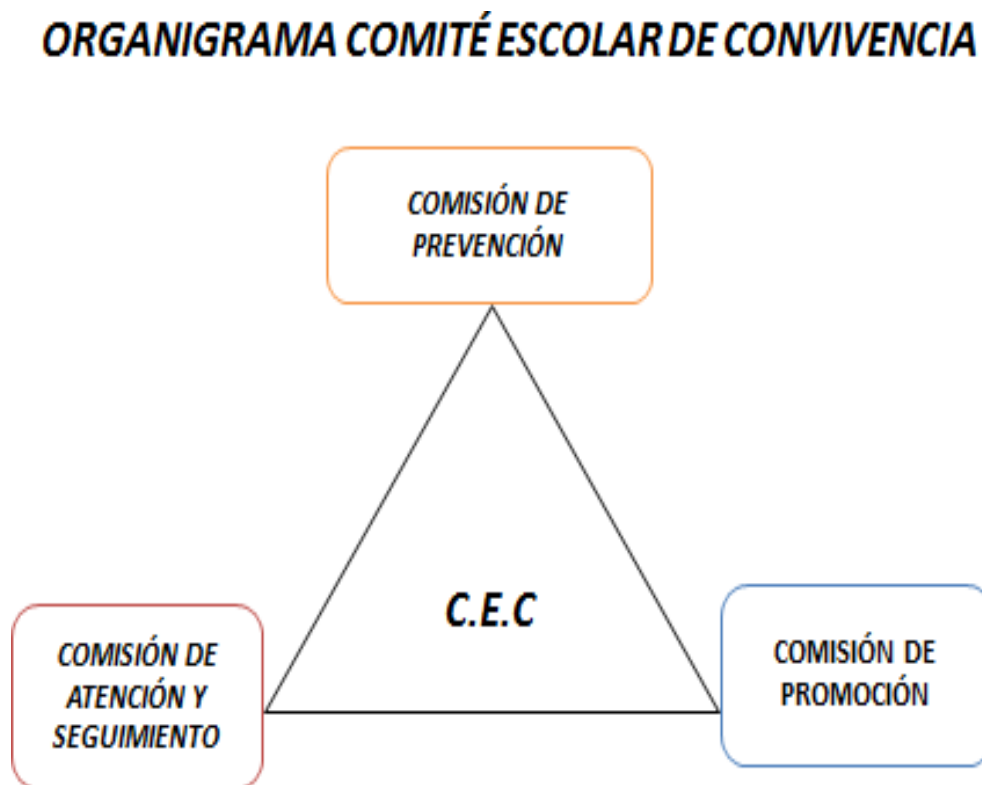 ORGANIGRAMA COMITÉ ESCOLAR DE CONVIVENCIA
COMISIÓN DE
PREVENCIÓN
C.E.C
COMISIÓN DE
ATENCIÓN Y
SEGUIMIENTO
COMISIÓN DE
PROMOCIÓN